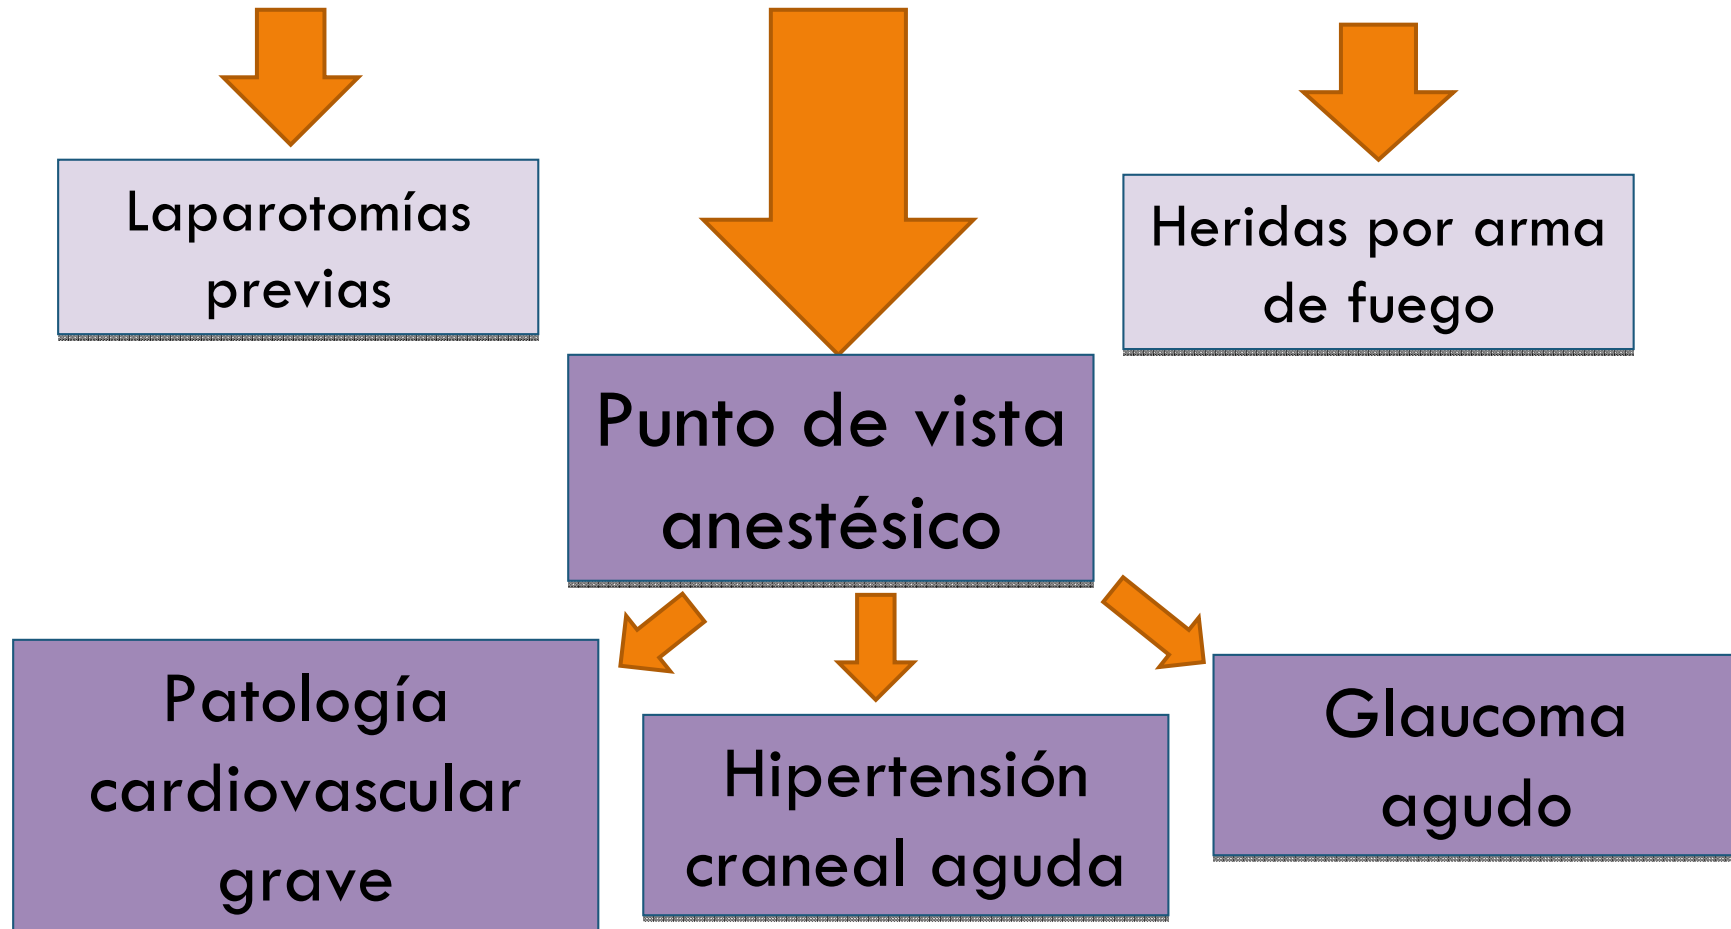 Laparotomías
previas
Heridas por arma
de fuego
Punto de vista
anestésico
Patología
cardiovascular
grave
Hipertensión
craneal aguda
Glaucoma
agudo